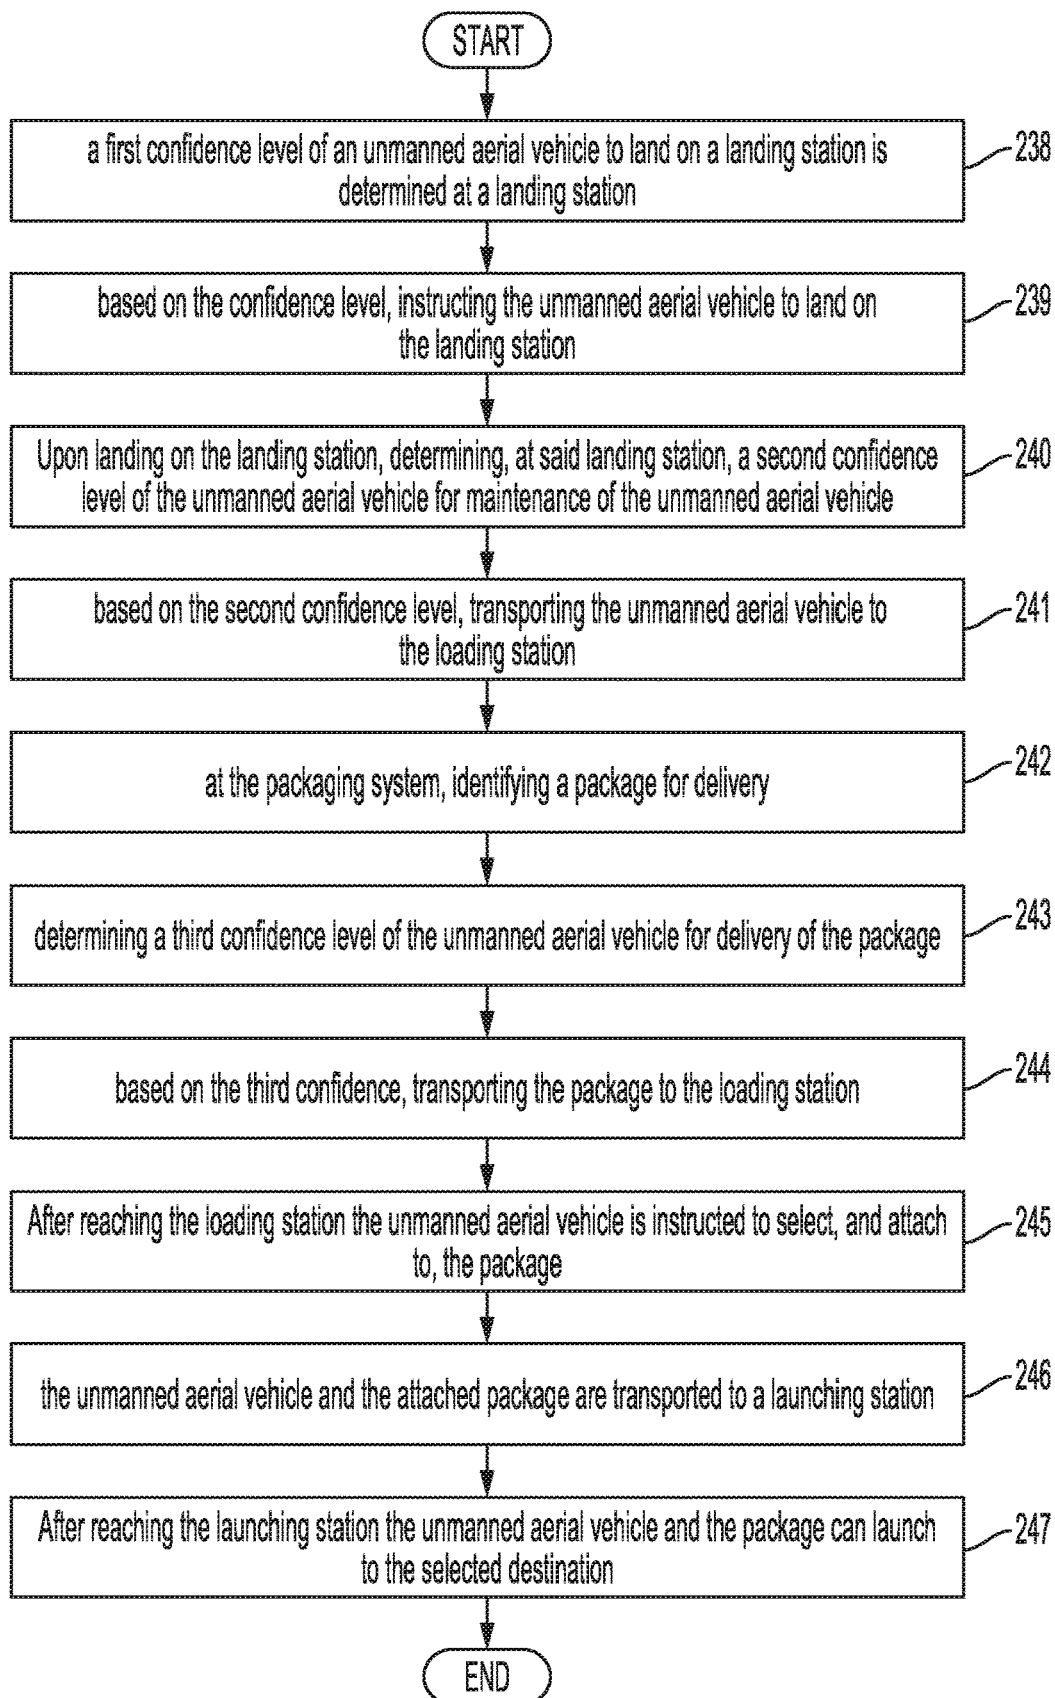 START
a first confidence level of an unmanned aerial vehicle to land on a landing station is
determined at a landing station
238
based on the confidence level, instructing the unmanned aerial vehicle to land on
the landing station
239
Upon landing on the landing station, determining, at said landing station, a second confidence
level of the unmanned aerial vehicle for maintenance of the unmanned aerial vehicle
240
based on the second confidence level, transporting the unmanned aerial vehicle to
the loading station
241
at the packaging system, identifying a package for delivery
242
determining a third confidence level of the unmanned aerial vehicle for delivery of the package
243
based on the third confidence, transporting the package to the loading station
244
After reaching the loading station the unmanned aerial vehicle is instructed to select, and attach
to, the package
245
the unmanned aerial vehicle and the attached package are transported to a launching station
246
After reaching the launching station the unmanned aerial vehicle and the package can launch
to the selected destination
247
END